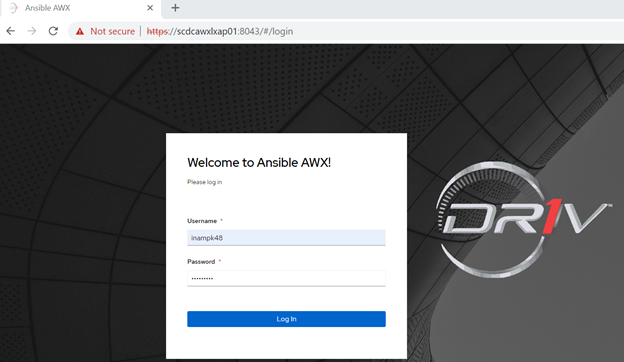 Ansible AWX
Not secure | https://scdcawxlxap01:8043/#/login
Welcome to Ansible AWX!
Please log in
Username *
inampk48
Password *
•••••••••
Log In
DR1V™